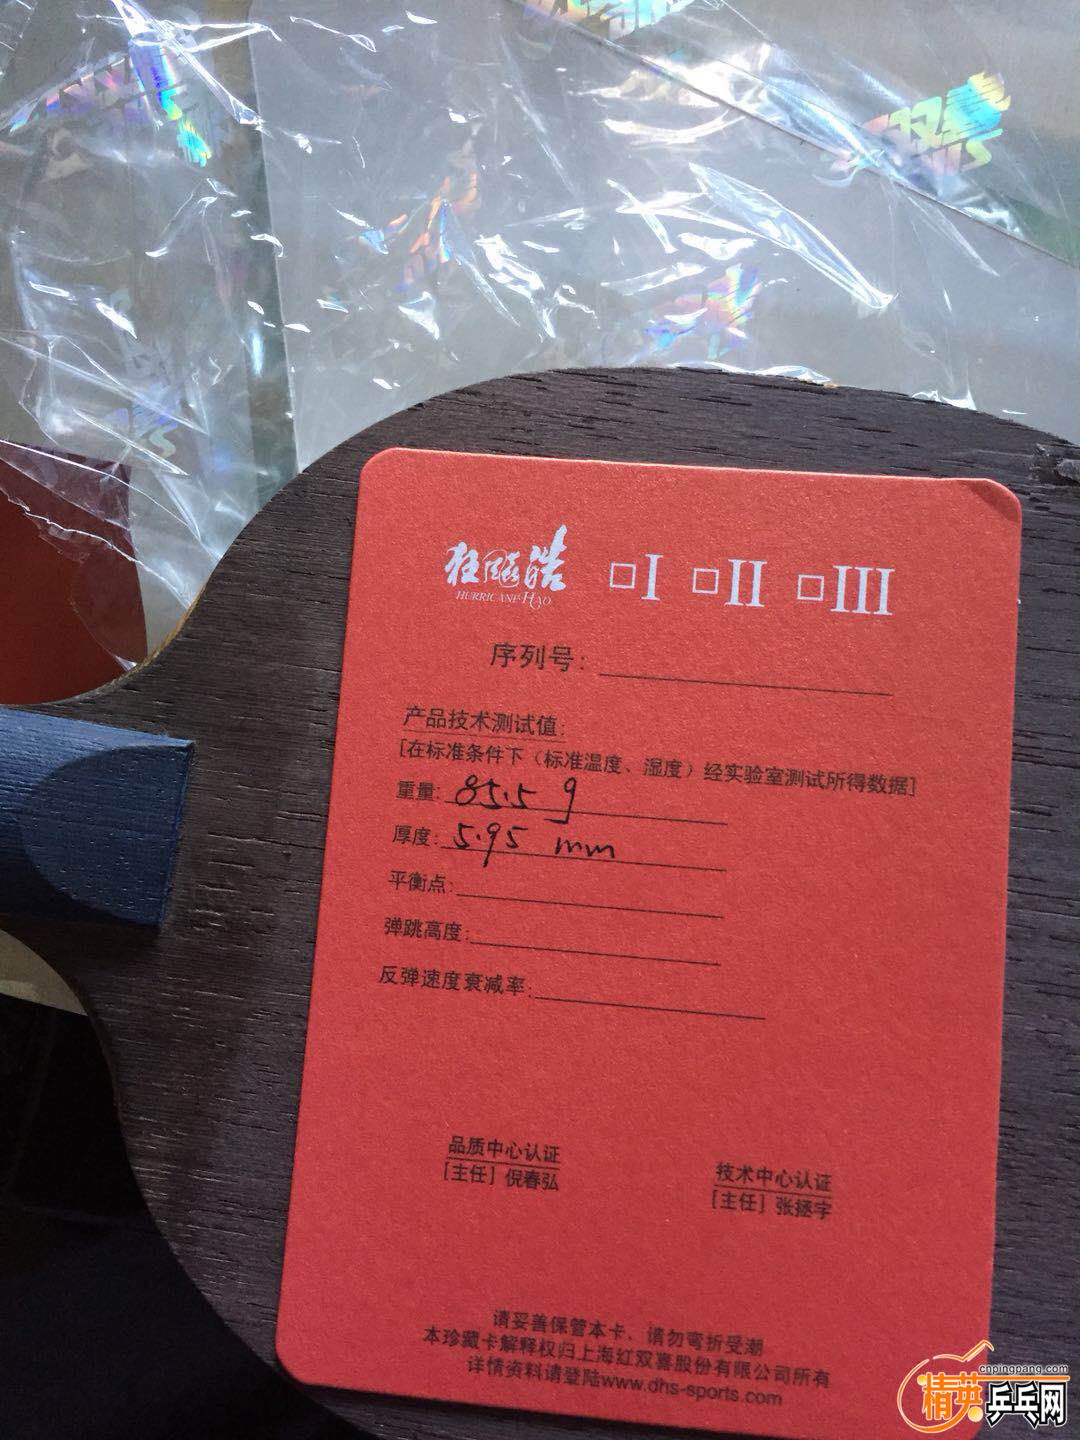 双喜
狂飚皓
HURRICANE HAO
□I □II □III
序列号:
产品技术测试值:
[在标准条件下（标准温度、湿度）经实验室测试所得数据]
重量: 85.5 g
厚度: 5.95 mm
平衡点:
弹跳高度:
反弹速度衰减率:
品质中心认证
[主任] 倪春弘
技术中心认证
[主任] 张拯宇
请妥善保管本卡、请勿弯折受潮
本珍藏卡解释权归上海红双喜股份有限公司所有
详情资料请登陆www.dhs-sports.com
cnpingpang.com
精英乒乓网